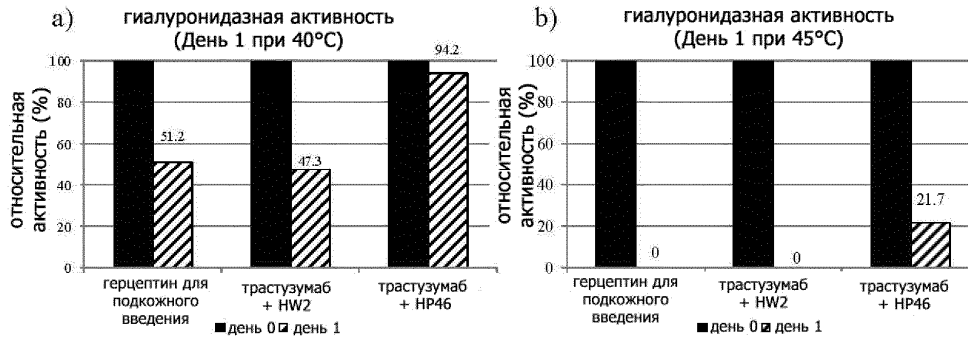 a)
гиалуронидазная активность
(День 1 при 40°C)
относительная
активность (%)
100
80
60
40
20
0
51.2
47.3
94.2
герцептин для
подкожного
введения
трастузумаб
+ HW2
трастузумаб
+ HP46
день 0 день 1
b)
гиалуронидазная активность
(День 1 при 45°C)
относительная
активность (%)
100
80
60
40
20
0
0
0
21.7
герцептин для
подкожного
введения
трастузумаб
+ HW2
трастузумаб
+ HP46
день 0 день 1